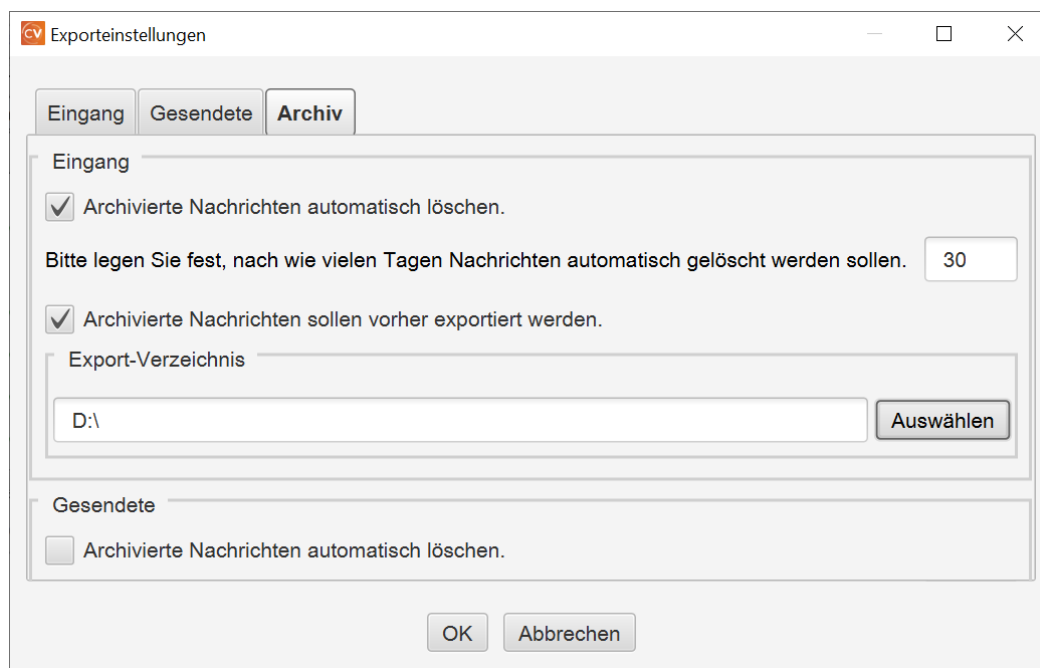 CV Exporteinstellungen
Eingang Gesendete Archiv
Eingang
Archivierte Nachrichten automatisch löschen.
Bitte legen Sie fest, nach wie vielen Tagen Nachrichten automatisch gelöscht werden sollen. 30
Archivierte Nachrichten sollen vorher exportiert werden.
Export-Verzeichnis
D:\ Auswählen
Gesendete
Archivierte Nachrichten automatisch löschen.
OK Abbrechen